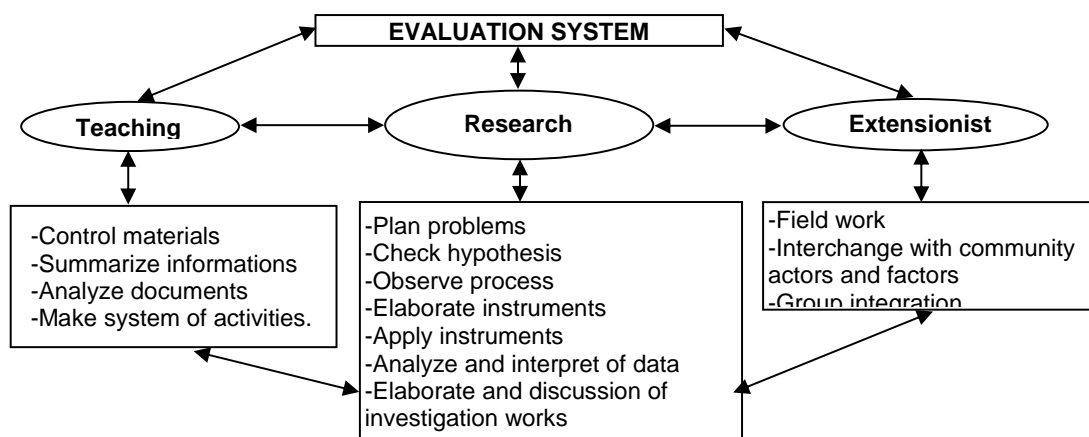 EVALUATION SYSTEM
Teaching
Research
Extensionist
-Control materials
-Summarize informations
-Analyze documents
-Make system of activities.
-Plan problems
-Check hypothesis
-Observe process
-Elaborate instruments
-Apply instruments
-Analyze and interpret of data
-Elaborate and discussion of
investigation works
-Field work
-Interchange with community
actors and factors
-Group integration